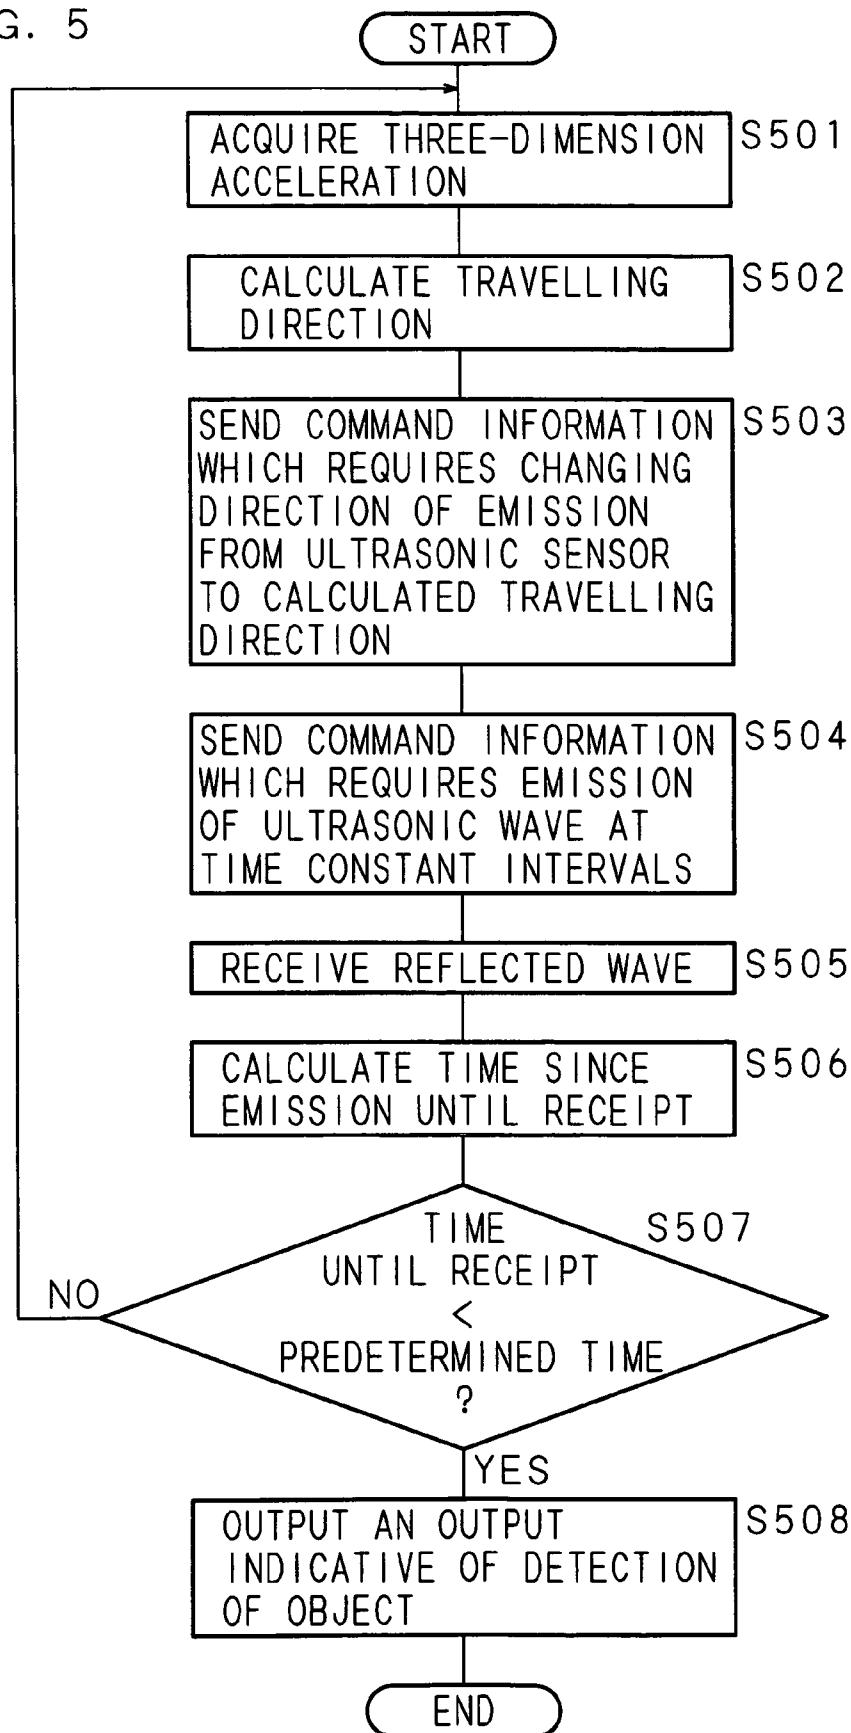 G. 5
START
ACQUIRE THREE-DIMENSION
ACCELERATION
S501
CALCULATE TRAVELLING
DIRECTION
S502
SEND COMMAND INFORMATION
WHICH REQUIRES CHANGING
DIRECTION OF EMISSION
FROM ULTRASONIC SENSOR
TO CALCULATED TRAVELLING
DIRECTION
S503
SEND COMMAND INFORMATION
WHICH REQUIRES EMISSION
OF ULTRASONIC WAVE AT
TIME CONSTANT INTERVALS
S504
RECEIVE REFLECTED WAVE
S505
CALCULATE TIME SINCE
EMISSION UNTIL RECEIPT
S506
TIME
UNTIL RECEIPT
<
PREDETERMINED TIME
?
S507
NO
YES
OUTPUT AN OUTPUT
INDICATIVE OF DETECTION
OF OBJECT
S508
END